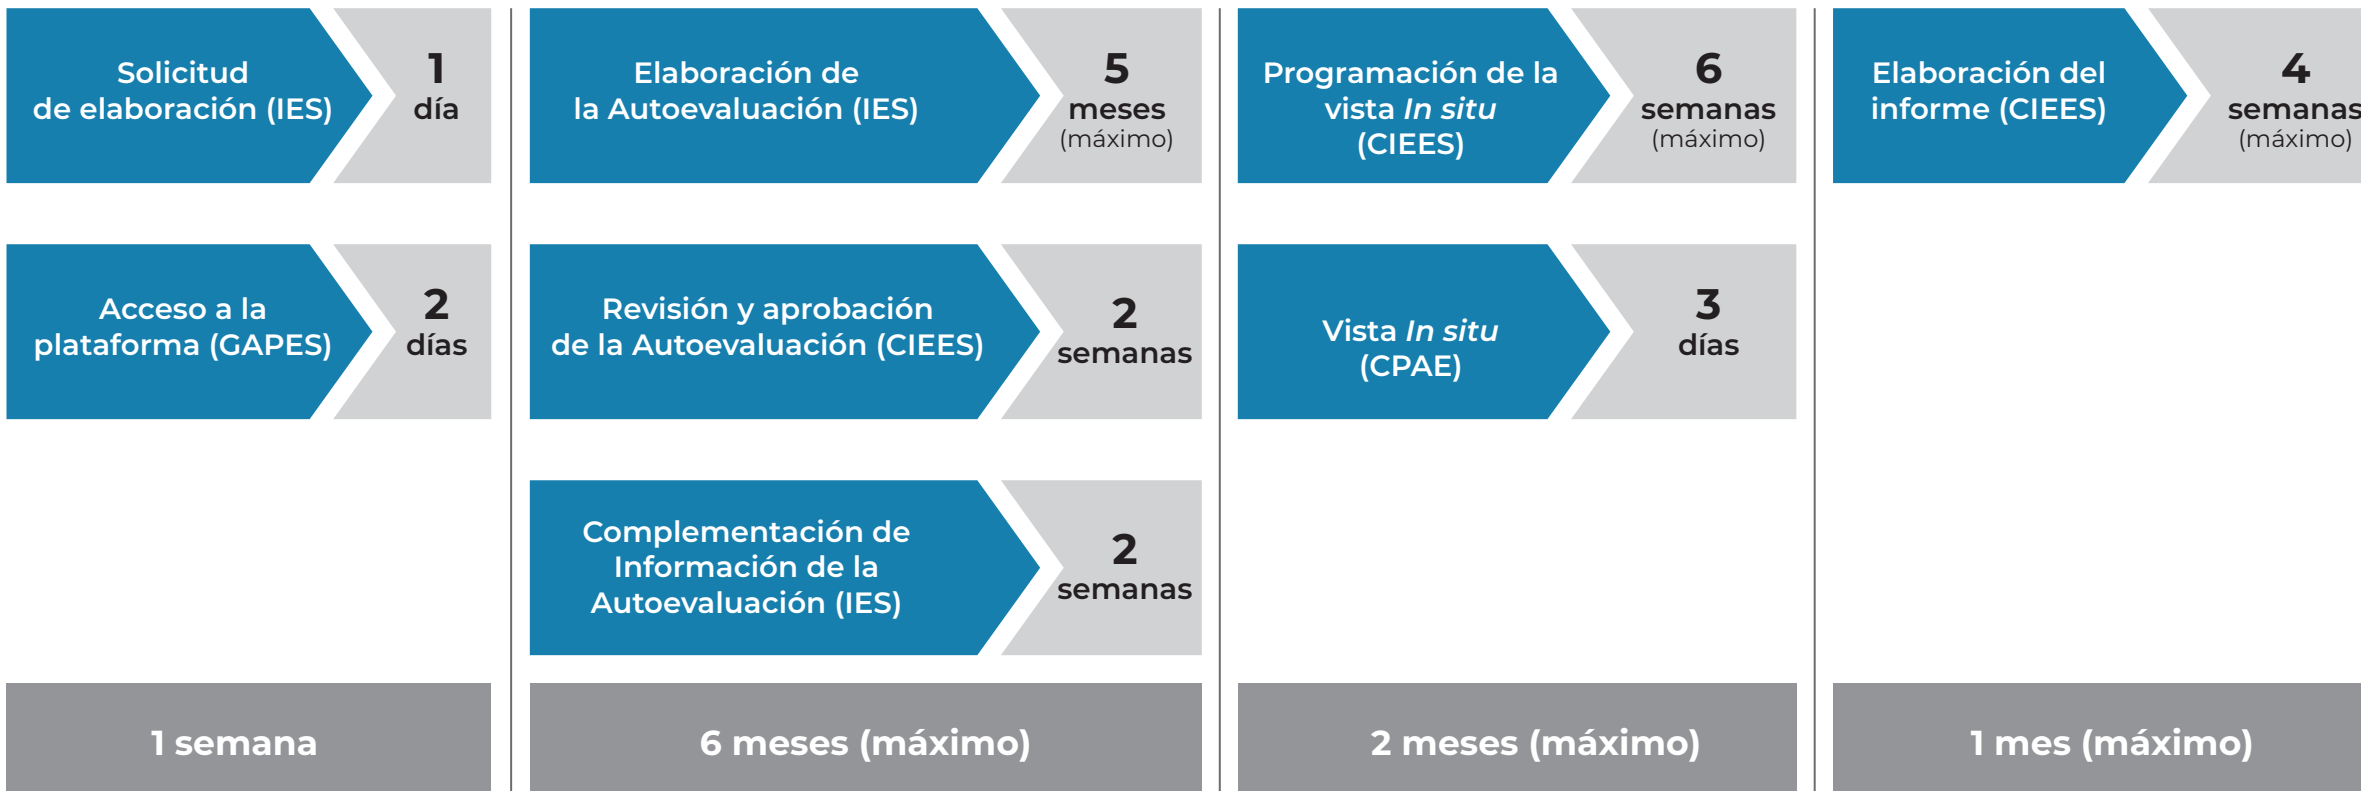 Solicitud
de elaboración (IES)
1
día
Acceso a la
plataforma (GAPES)
2
días
1 semana
Elaboración de
la Autoevaluación (IES)
5
meses
(máximo)
Revisión y aprobación
de la Autoevaluación (CIEES)
2
semanas
Complementación de
Información de la
Autoevaluación (IES)
2
semanas
6 meses (máximo)
Programación de la
vista In situ
(CIEES)
6
semanas
(máximo)
Vista In situ
(CPAE)
3
días
2 meses (máximo)
Elaboración del
informe (CIEES)
4
semanas
(máximo)
1 mes (máximo)